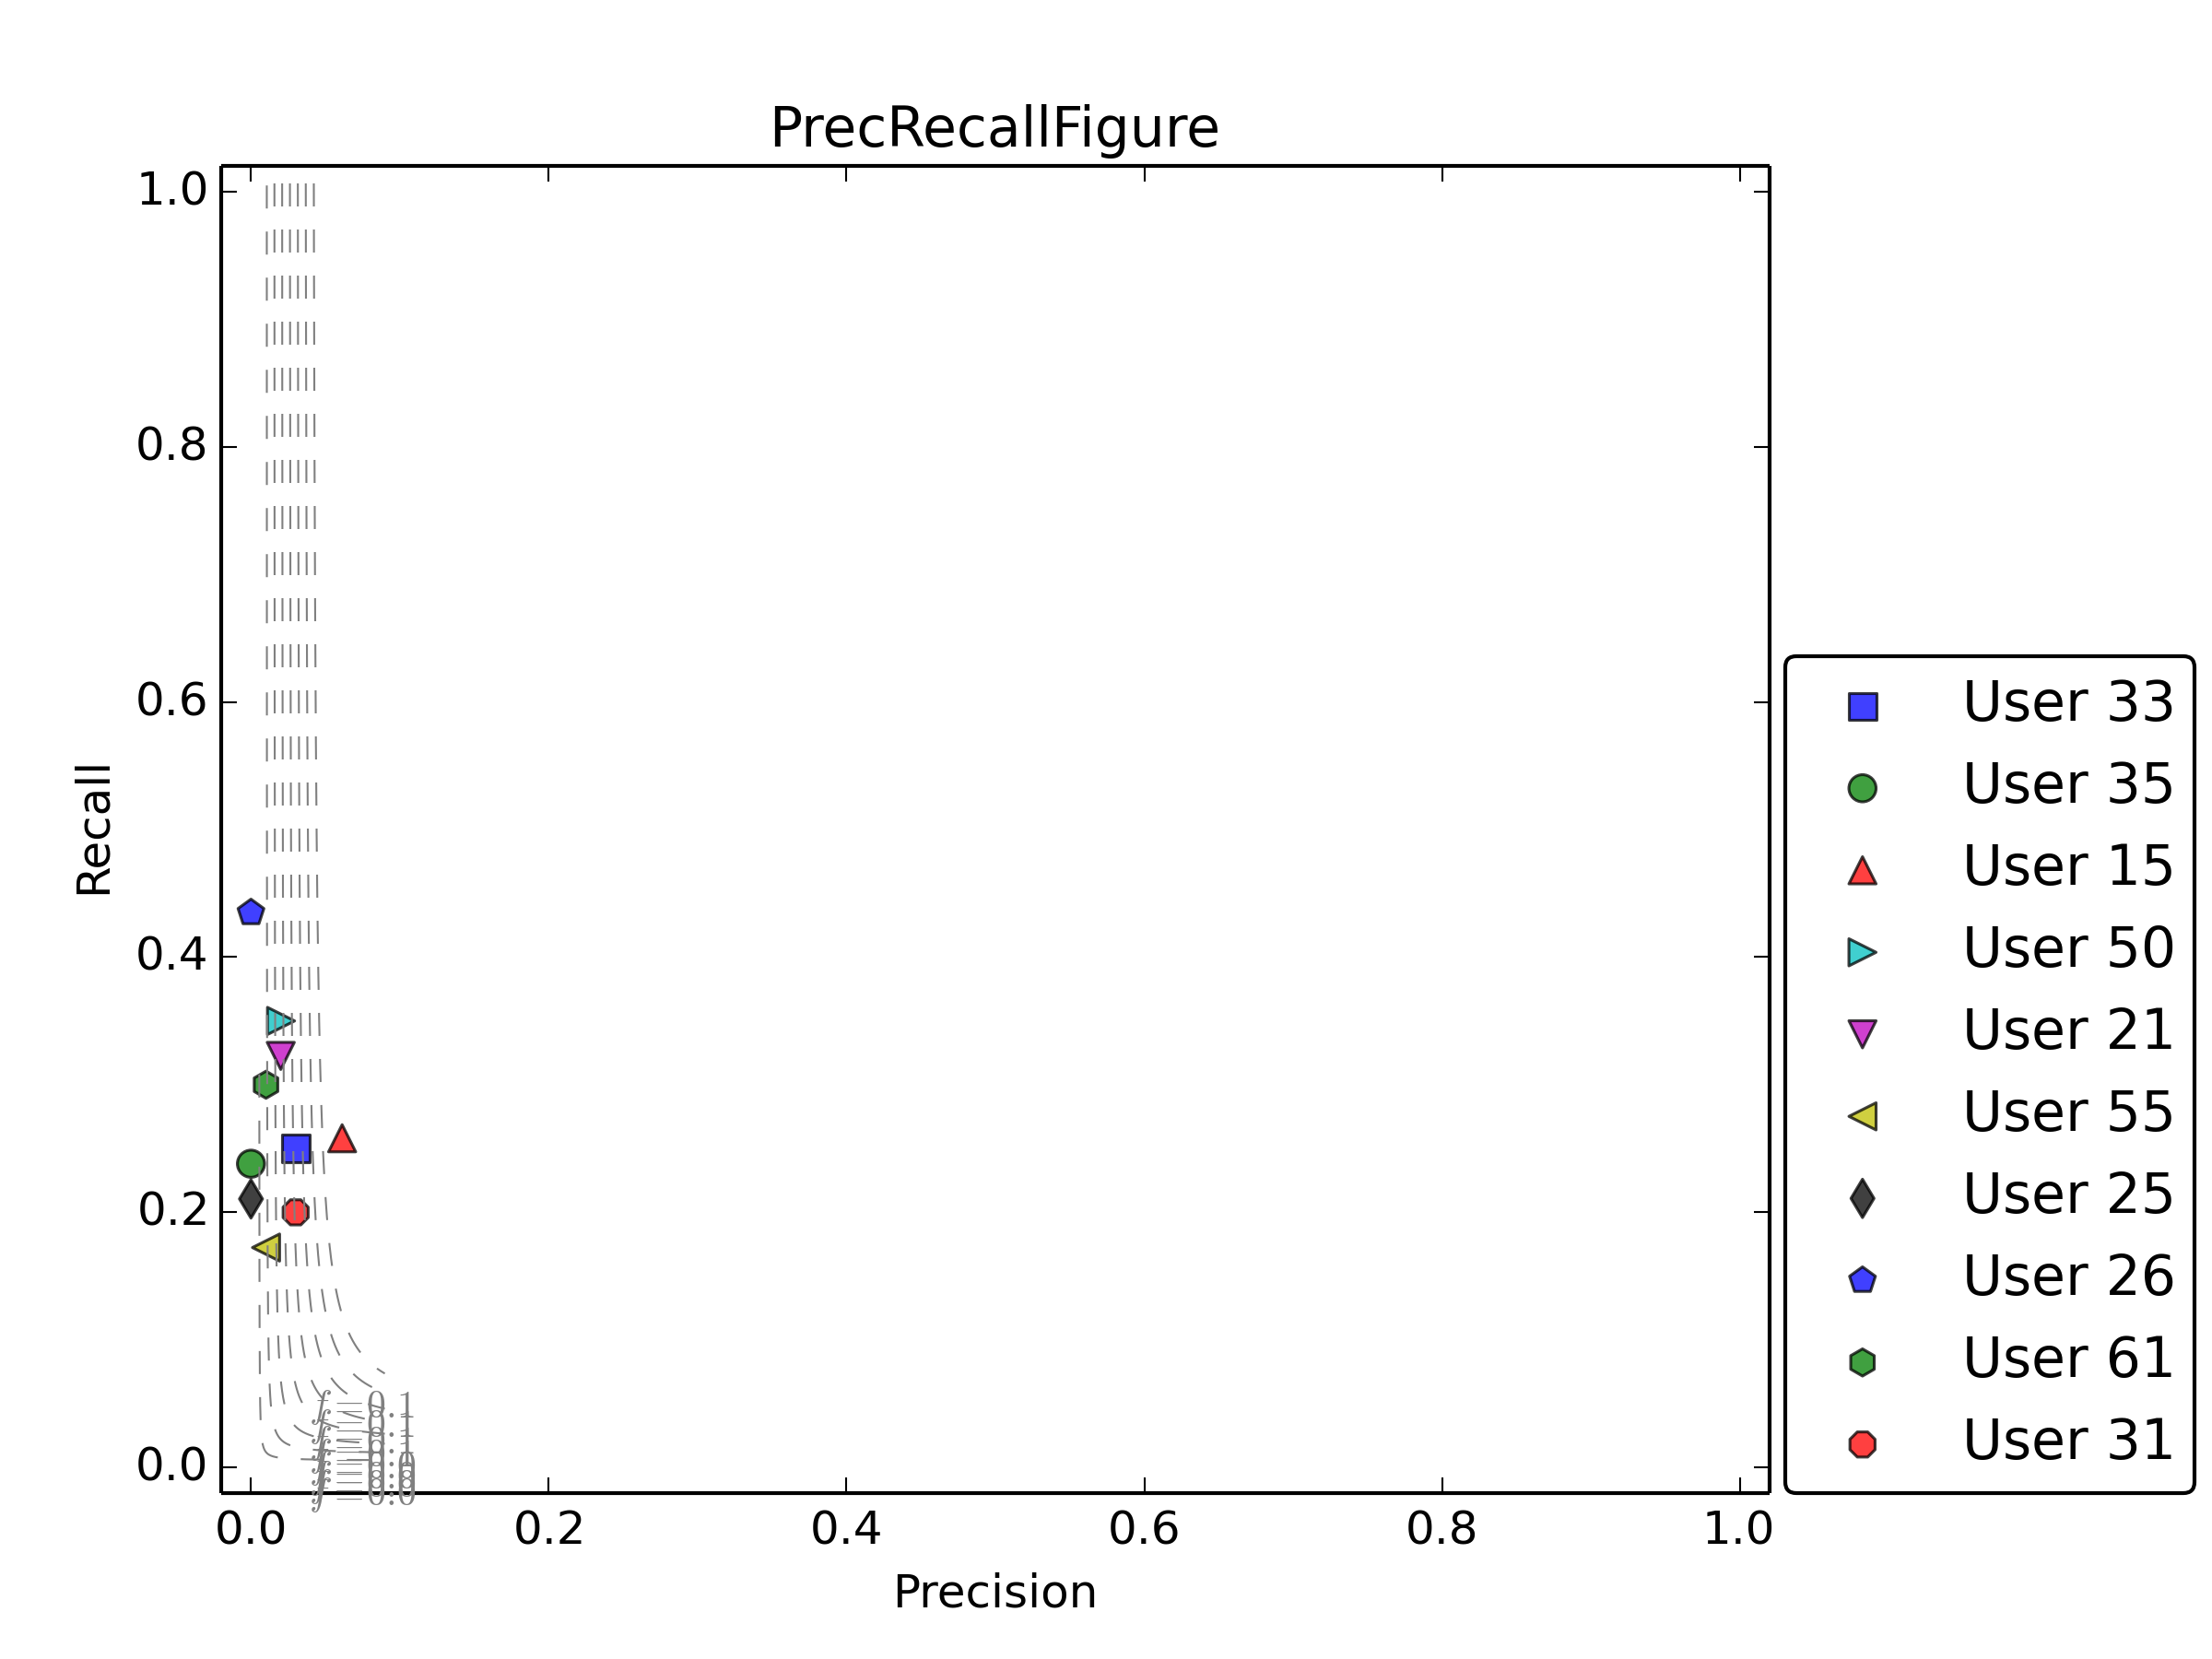 PrecRecallFigure
1.0
0.8
0.6
0.4
0.2
0.0
Recall
0.0 0.2 0.4 0.6 0.8 1.0
Precision
User 33
User 35
User 15
User 50
User 21
User 55
User 25
User 26
User 61
User 31